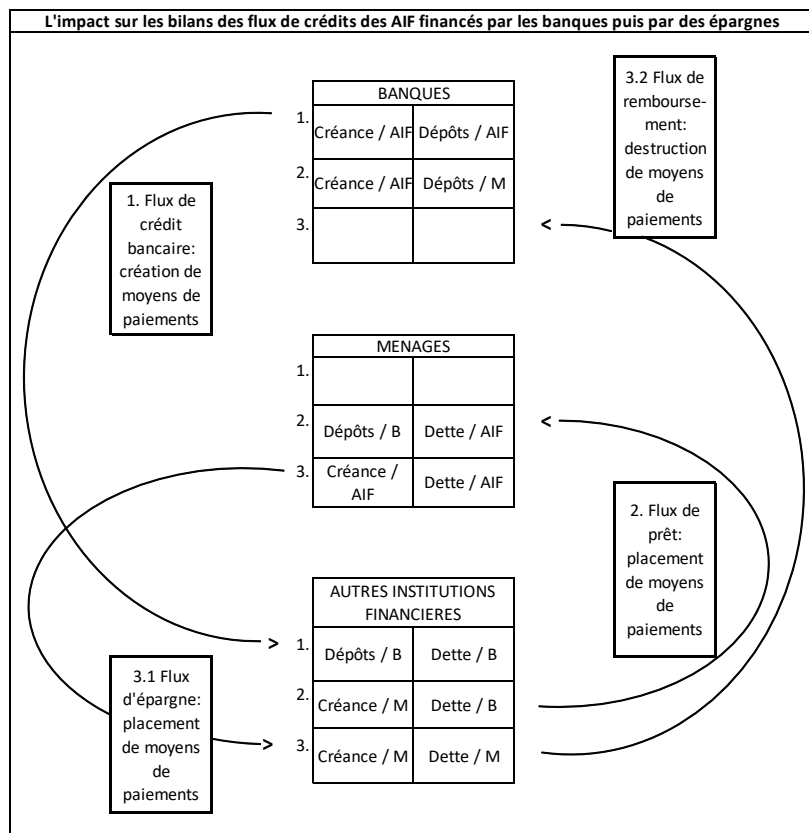 L'impact sur les bilans des flux de crédits des AIF financés par les banques puis par des épargnes
BANQUES
1.
Créance / AIF
Dépôts / AIF
2.
Créance / AIF
Dépôts / M
3.
3.2 Flux de
rembourse-
ment:
destruction
de moyens
de
paiements
1. Flux de
crédit
bancaire:
création de
moyens de
paiements
<
MENAGES
1.
2.
Dépôts / B
Dette / AIF
3.
Créance /
AIF
Dette / AIF
<
2. Flux de
prêt:
placement
de moyens
de
paiements
AUTRES INSTITUTIONS
FINANCIERES
>
1.
Dépôts / B
Dette / B
2.
Créance / M
Dette / B
>
3.
Créance / M
Dette / M
3.1 Flux
d'épargne:
placement
de moyens
de
paiements